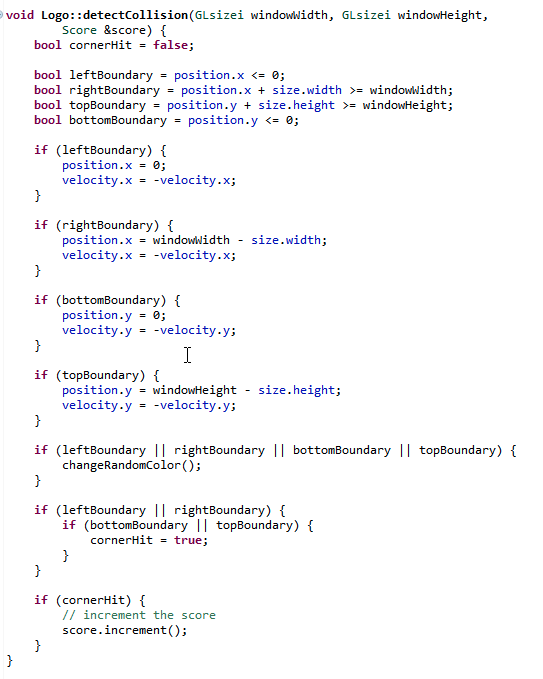 void Logo::detectCollision(GLsizei windowWidth, GLsizei windowHeight,
        Score &score) {
    bool cornerHit = false;

    bool leftBoundary = position.x <= 0;
    bool rightBoundary = position.x + size.width >= windowWidth;
    bool topBoundary = position.y + size.height >= windowHeight;
    bool bottomBoundary = position.y <= 0;

    if (leftBoundary) {
        position.x = 0;
        velocity.x = -velocity.x;
    }

    if (rightBoundary) {
        position.x = windowWidth - size.width;
        velocity.x = -velocity.x;
    }

    if (bottomBoundary) {
        position.y = 0;
        velocity.y = -velocity.y;
    }

    if (topBoundary) {
        position.y = windowHeight - size.height;
        velocity.y = -velocity.y;
    }

    if (leftBoundary || rightBoundary || bottomBoundary || topBoundary) {
        changeRandomColor();
    }

    if (leftBoundary || rightBoundary) {
        if (bottomBoundary || topBoundary) {
            cornerHit = true;
        }
    }

    if (cornerHit) {
        // increment the score
        score.increment();
    }
}